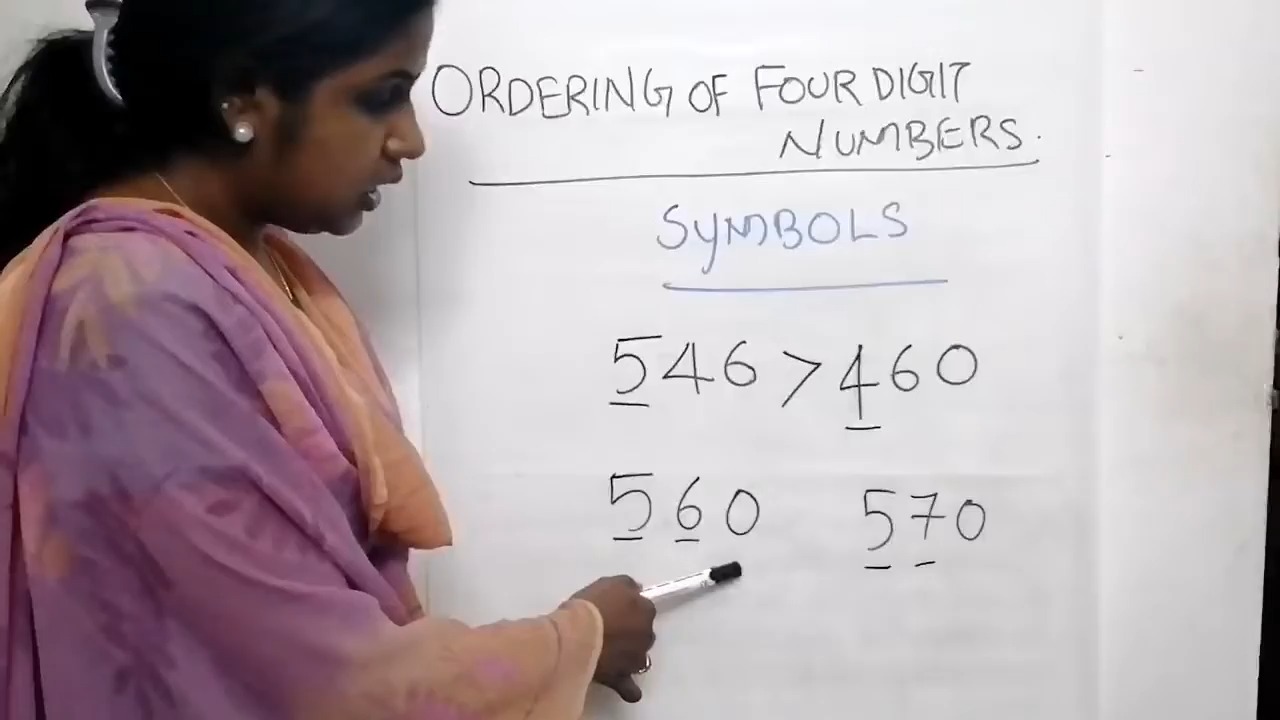 ORDERING OF FOUR DIGIT
NUMBERS.
SYMBOLS
546 > 460
560 570